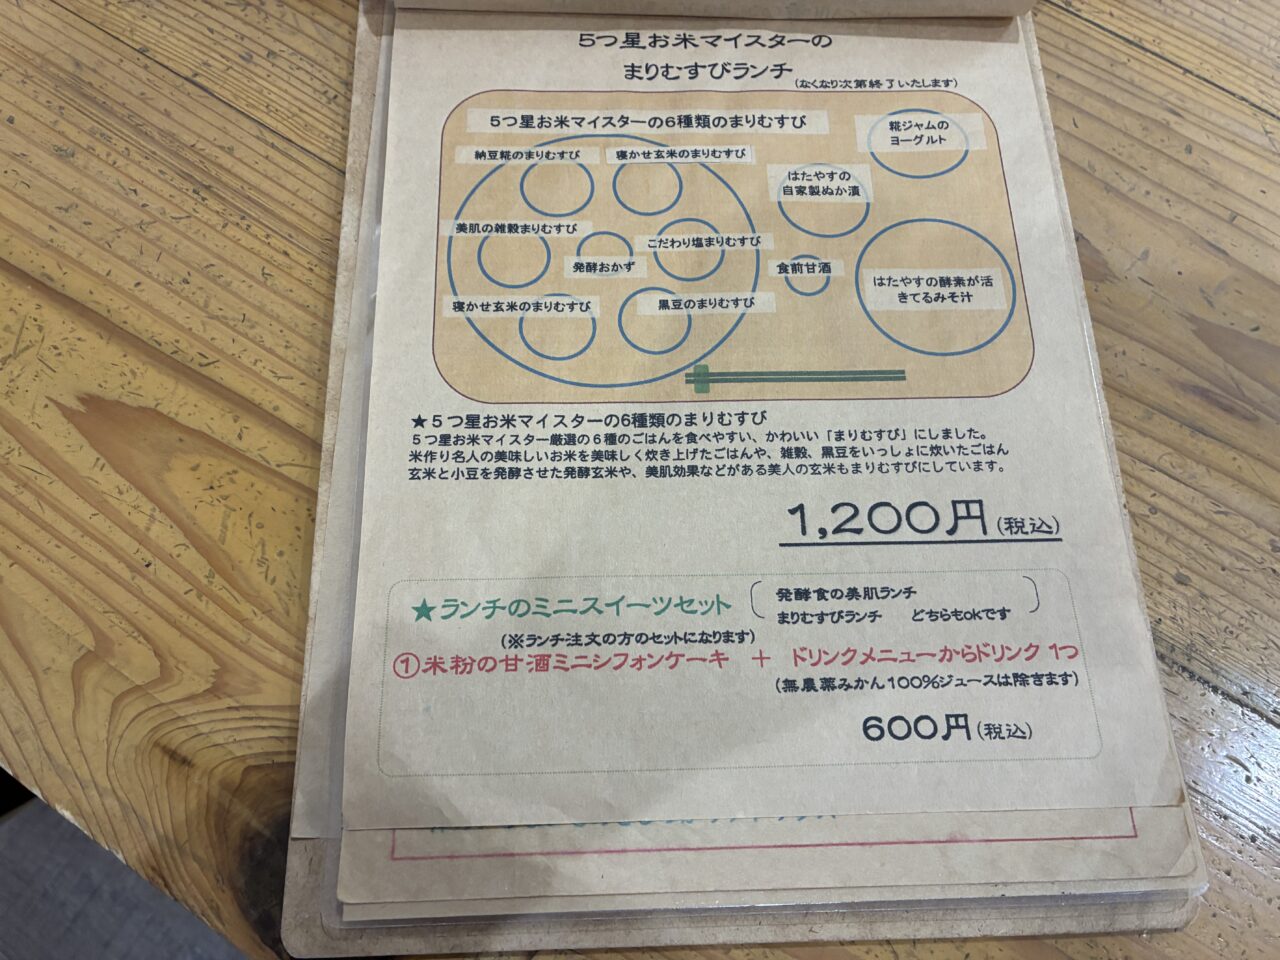 5つ星お米マイスターの
まりむすびランチ
(なくなり次第終了いたします)
5つ星お米マイスターの6種類のまりむすび
納豆糀のまりむすび
寝かせ玄米のまりむすび
美肌の雑穀まりむすび
こだわり塩まりむすび
発酵おかず
寝かせ玄米のまりむすび
黒豆のまりむすび
糀ジャムの
ヨーグルト
はたやすの
自家製ぬか漬
食前甘酒
はたやすの酵素が活
きてるみそ汁
★5つ星お米マイスターの6種類のまりむすび
5つ星お米マイスター厳選の6種のごはんを食べやすい、かわいい「まりむすび」にしました。
米作り名人の美味しいお米を美味しく炊き上げたごはんや、雑穀、黒豆をいっしょに炊いたごはん
玄米と小豆を発酵させた発酵玄米や、美肌効果などがある美人の玄米もまりむすびにしています。
1,200円(税込)
★ランチのミニスイーツセット
発酵食の美肌ランチ
まりむすびランチ どちらもokです
(※ランチ注文の方のセットになります)
①米粉の甘酒ミニシフォンケーキ + ドリンクメニューからドリンク1つ
(無農薬みかん100%ジュースは除きます)
600円(税込)